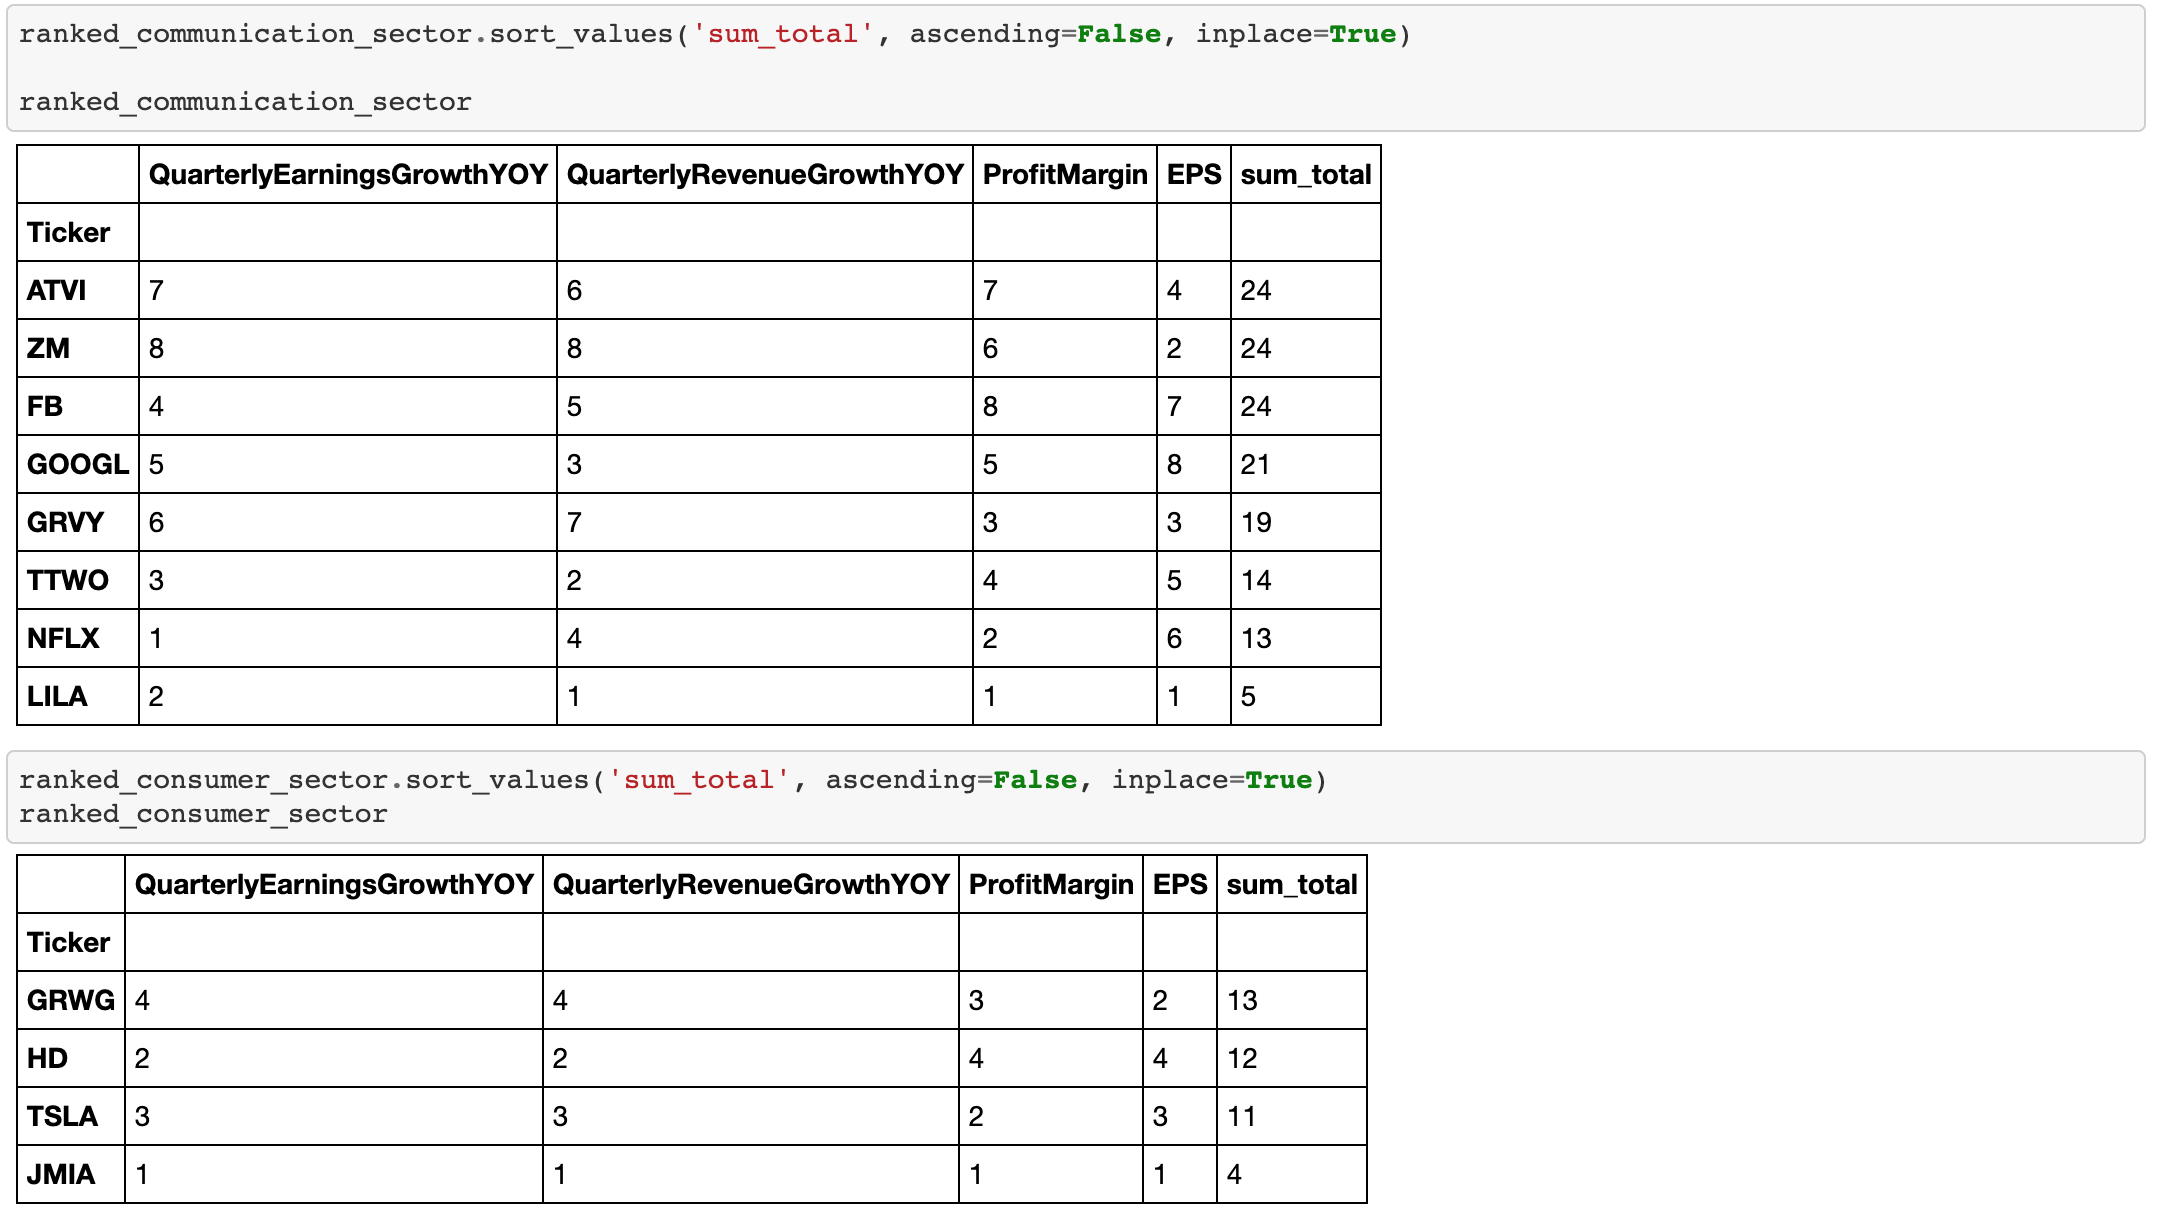 ranked_communication_sector.sort_values('sum_total', ascending=False, inplace=True)
ranked_communication_sector
QuarterlyEarningsGrowthYOY QuarterlyRevenueGrowthYOY ProfitMargin EPS sum_total
Ticker
ATVI 7 6 7 4 24
ZM 8 8 6 2 24
FB 4 5 8 7 24
GOOGL 5 3 5 8 21
GRVY 6 7 3 3 19
TTWO 3 2 4 5 14
NFLX 1 4 2 6 13
LILA 2 1 1 1 5
ranked_consumer_sector.sort_values('sum_total', ascending=False, inplace=True)
ranked_consumer_sector
QuarterlyEarningsGrowthYOY QuarterlyRevenueGrowthYOY ProfitMargin EPS sum_total
Ticker
GRWG 4 4 3 2 13
HD 2 2 4 4 12
TSLA 3 3 2 3 11
JMIA 1 1 1 1 4